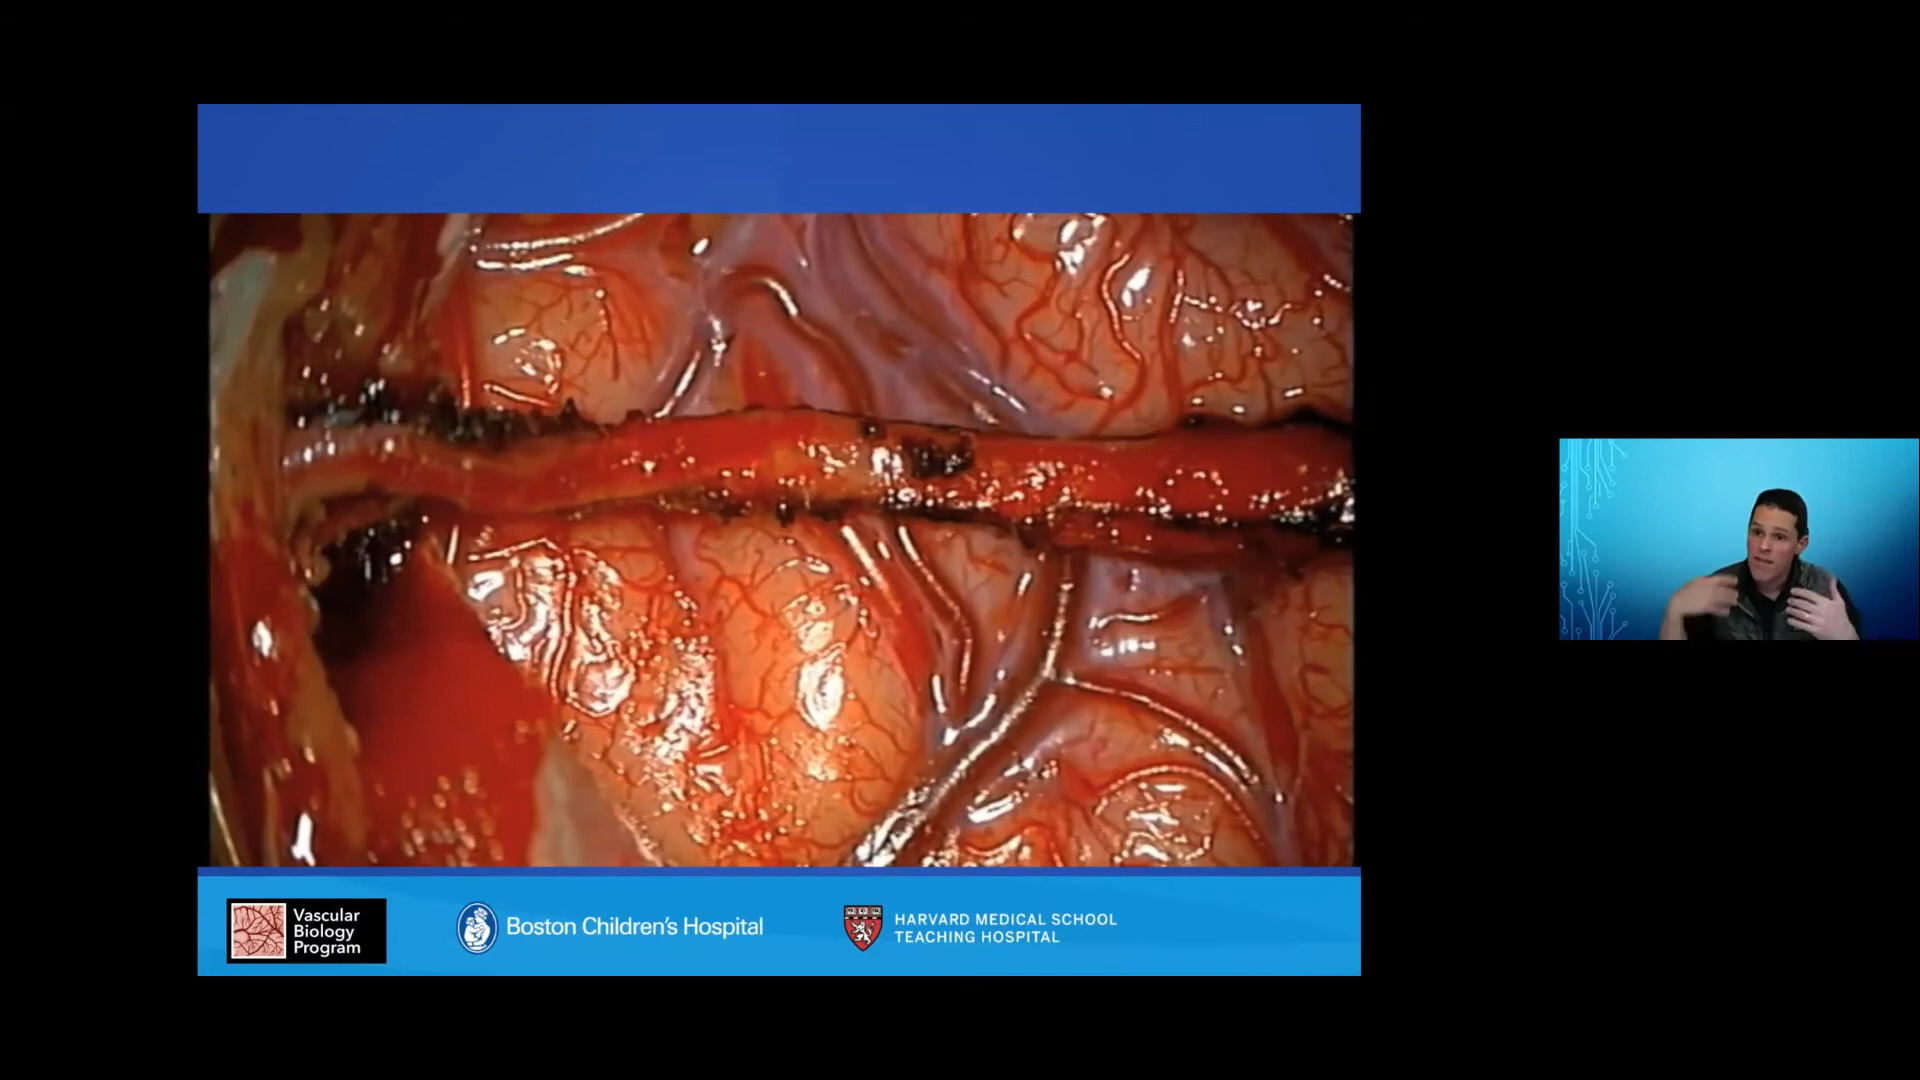 Vascular
Biology
Program
Boston Children's Hospital
HARVARD MEDICAL SCHOOL
TEACHING HOSPITAL